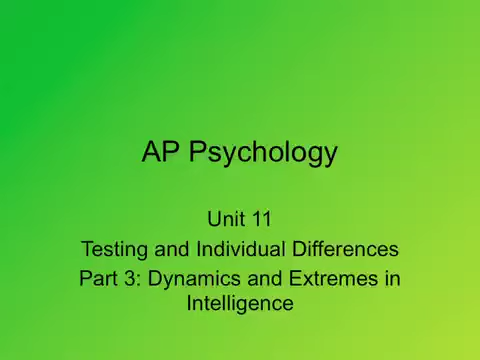 AP Psychology
Unit 11
Testing and Individual Differences
Part 3: Dynamics and Extremes in
Intelligence